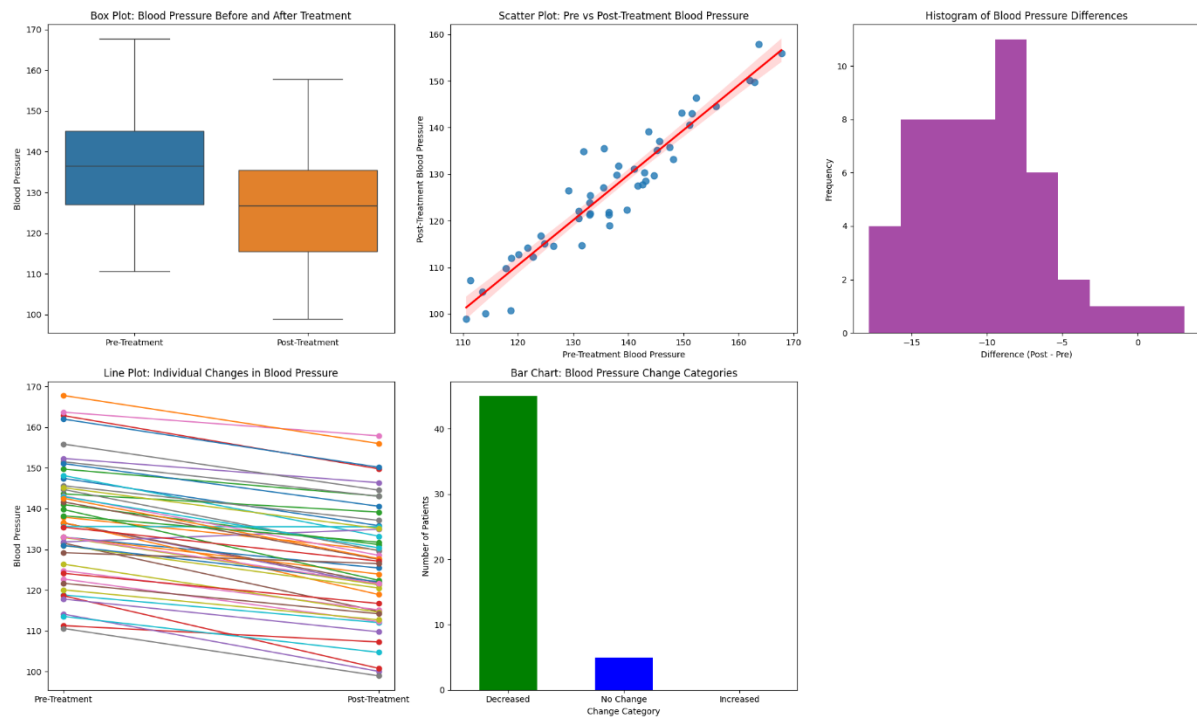 Box Plot: Blood Pressure Before and After Treatment
Blood Pressure
170
160
150
140
130
120
110
100
Pre-Treatment
Post-Treatment
Scatter Plot: Pre vs Post-Treatment Blood Pressure
Post-Treatment Blood Pressure
160
150
140
130
120
110
100
110
120
130
140
150
160
170
Pre-Treatment Blood Pressure
Histogram of Blood Pressure Differences
Frequency
10
8
6
4
2
0
−15
−10
−5
0
Difference (Post - Pre)
Line Plot: Individual Changes in Blood Pressure
Blood Pressure
170
160
150
140
130
120
110
100
Pre-Treatment
Post-Treatment
Bar Chart: Blood Pressure Change Categories
Number of Patients
40
30
20
10
0
Decreased
No Change
Increased
Change Category